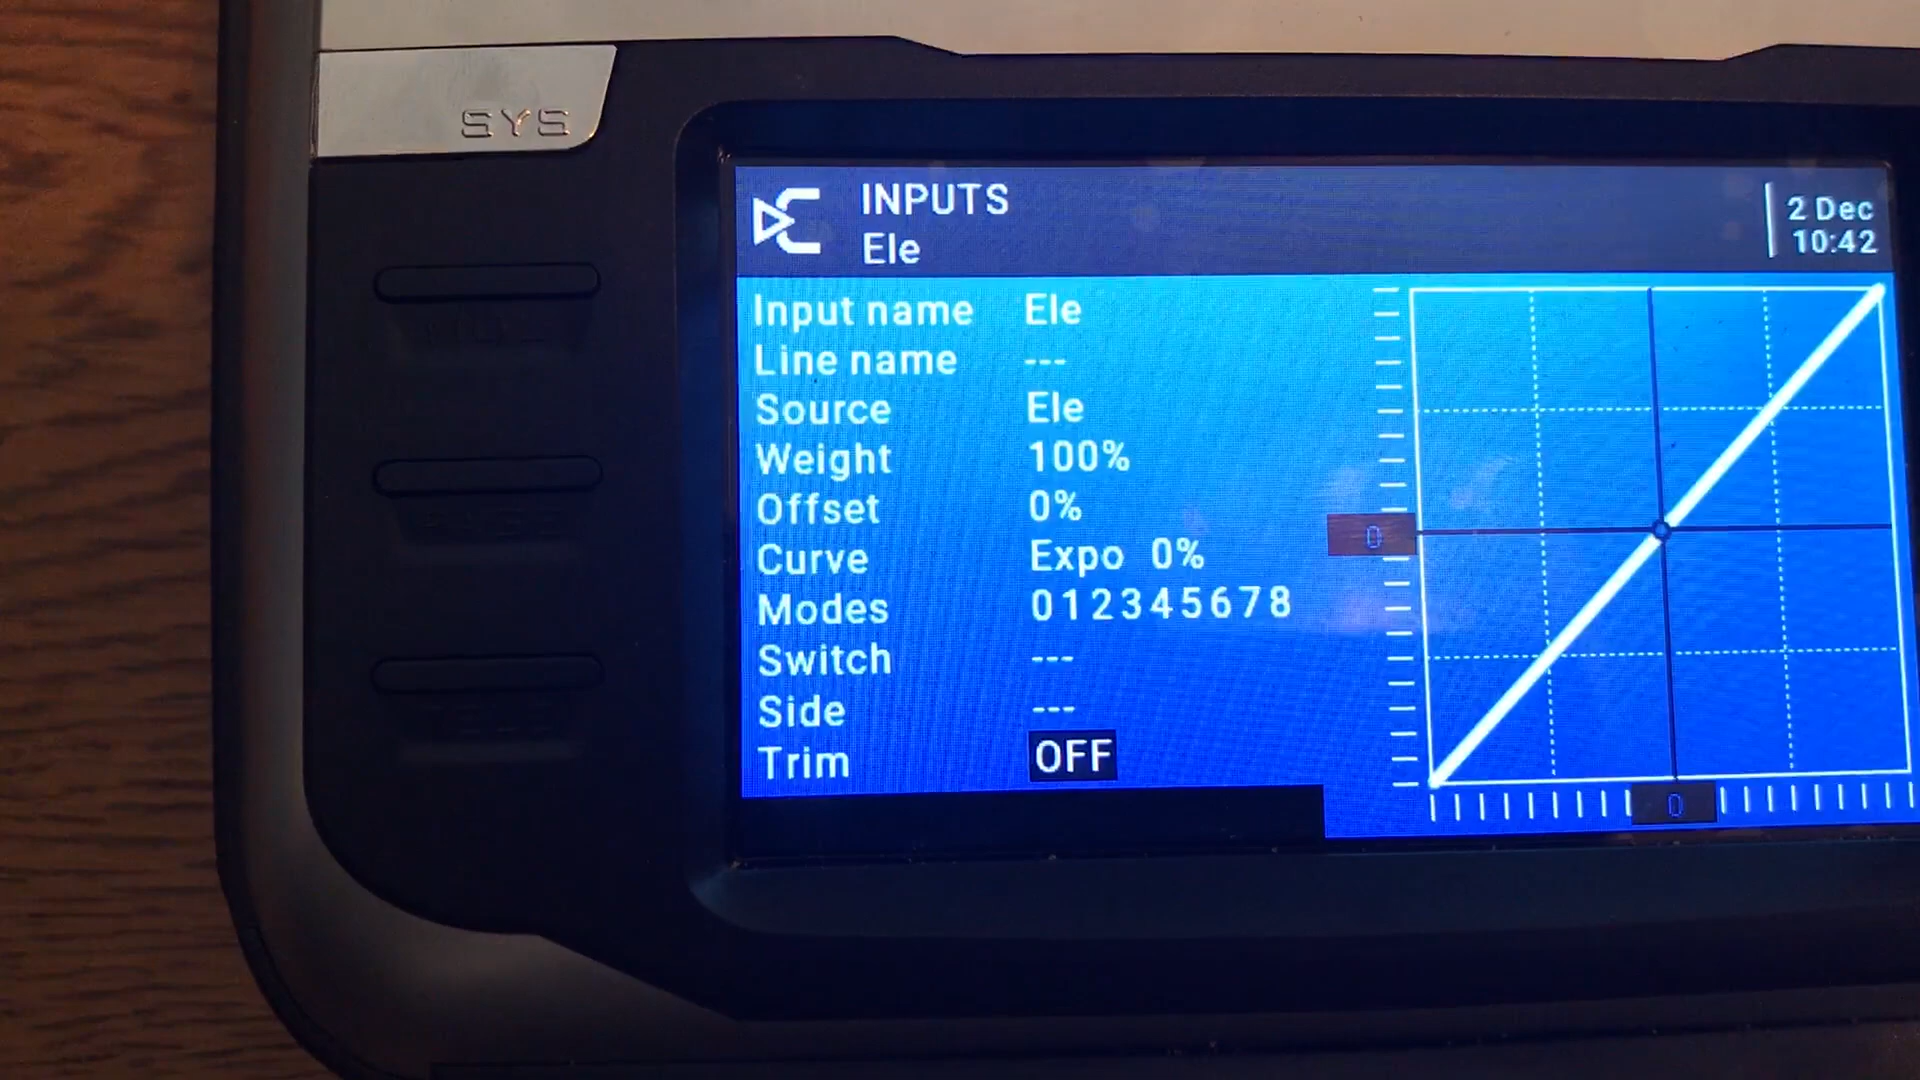 SYS
INPUTS
Ele
2 Dec
10:42
Input name Ele
Line name ---
Source Ele
Weight 100%
Offset 0%
Curve Expo 0%
Modes 012345678
Switch ---
Side ---
Trim OFF
0
0